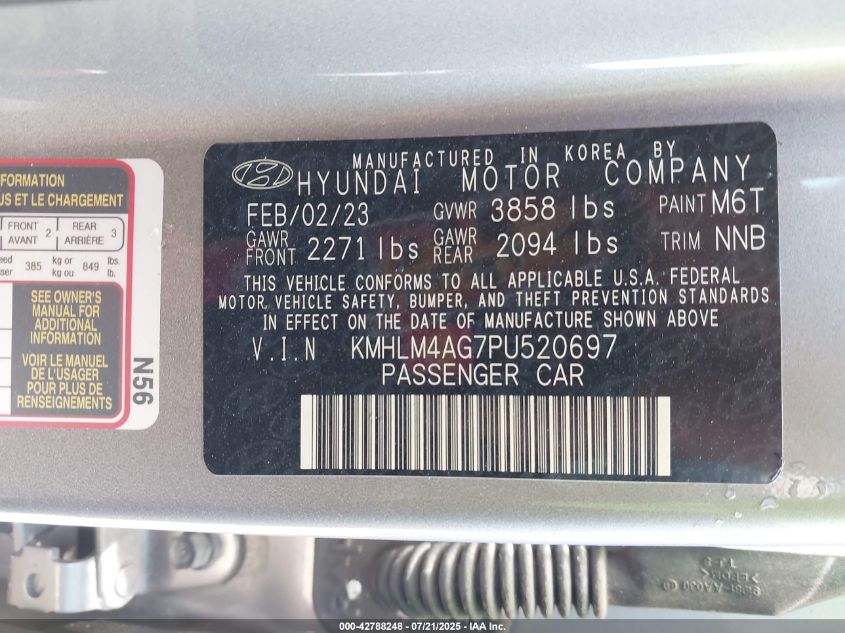 FORMATION
US ET LE CHARGEMENT
FRONT AVANT 2 REAR ARRIÈRE 3
385 kg or kg ou 849 lbs. lb.
SEE OWNER'S
MANUAL FOR
ADDITIONAL
INFORMATION
VOIR LE MANUEL
DE L'USAGER
POUR PLUS DE
RENSEIGNEMENTS
N56
MANUFACTURED IN KOREA BY
HYUNDAI MOTOR COMPANY
FEB/02/23 GVWR 3858 lbs PAINT M6T
GAWR FRONT 2271 lbs GAWR REAR 2094 lbs TRIM NNB
THIS VEHICLE CONFORMS TO ALL APPLICABLE U.S.A. FEDERAL
MOTOR VEHICLE SAFETY, BUMPER, AND THEFT PREVENTION STANDARDS
IN EFFECT ON THE DATE OF MANUFACTURE SHOWN ABOVE
V.I.N KMHLM4AG7PU520697
PASSENGER CAR
000-42788248 - 07/21/2025 - IAA, Inc.